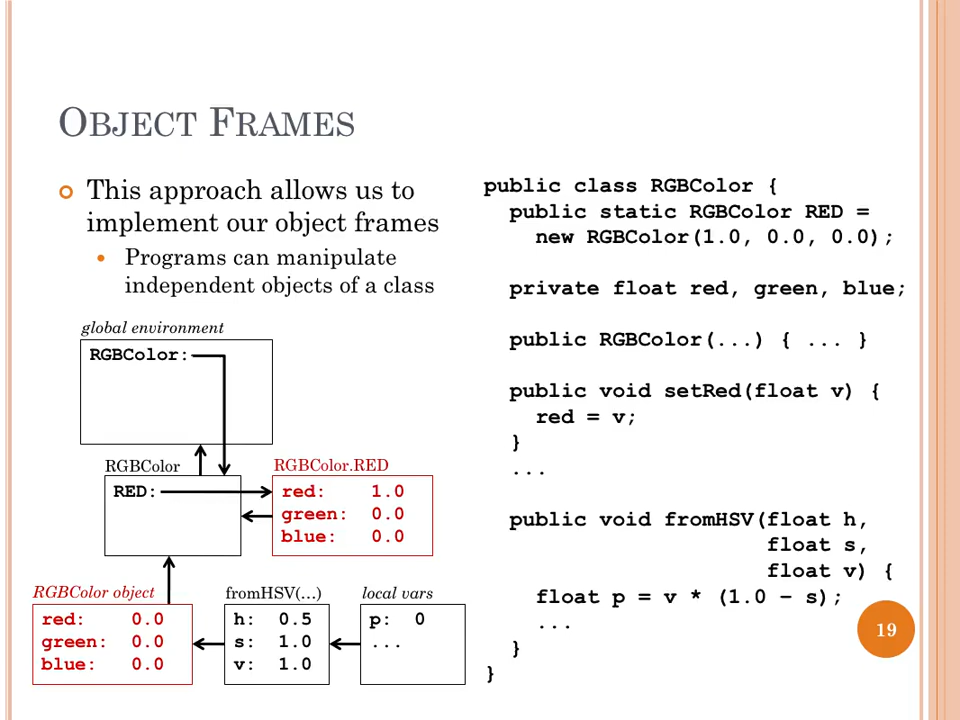 OBJECT FRAMES
This approach allows us to
implement our object frames
Programs can manipulate
independent objects of a class
global environment
RGBColor:
RGBColor
RED:
RGBColor.RED
red: 1.0
green: 0.0
blue: 0.0
RGBColor object
red: 0.0
green: 0.0
blue: 0.0
fromHSV(…)
h: 0.5
s: 1.0
v: 1.0
local vars
p: 0
...
public class RGBColor {
public static RGBColor RED =
new RGBColor(1.0, 0.0, 0.0);
private float red, green, blue;
public RGBColor(...) { ... }
public void setRed(float v) {
red = v;
}
...
public void fromHSV(float h,
float s,
float v) {
float p = v * (1.0 – s);
...
}
}
19